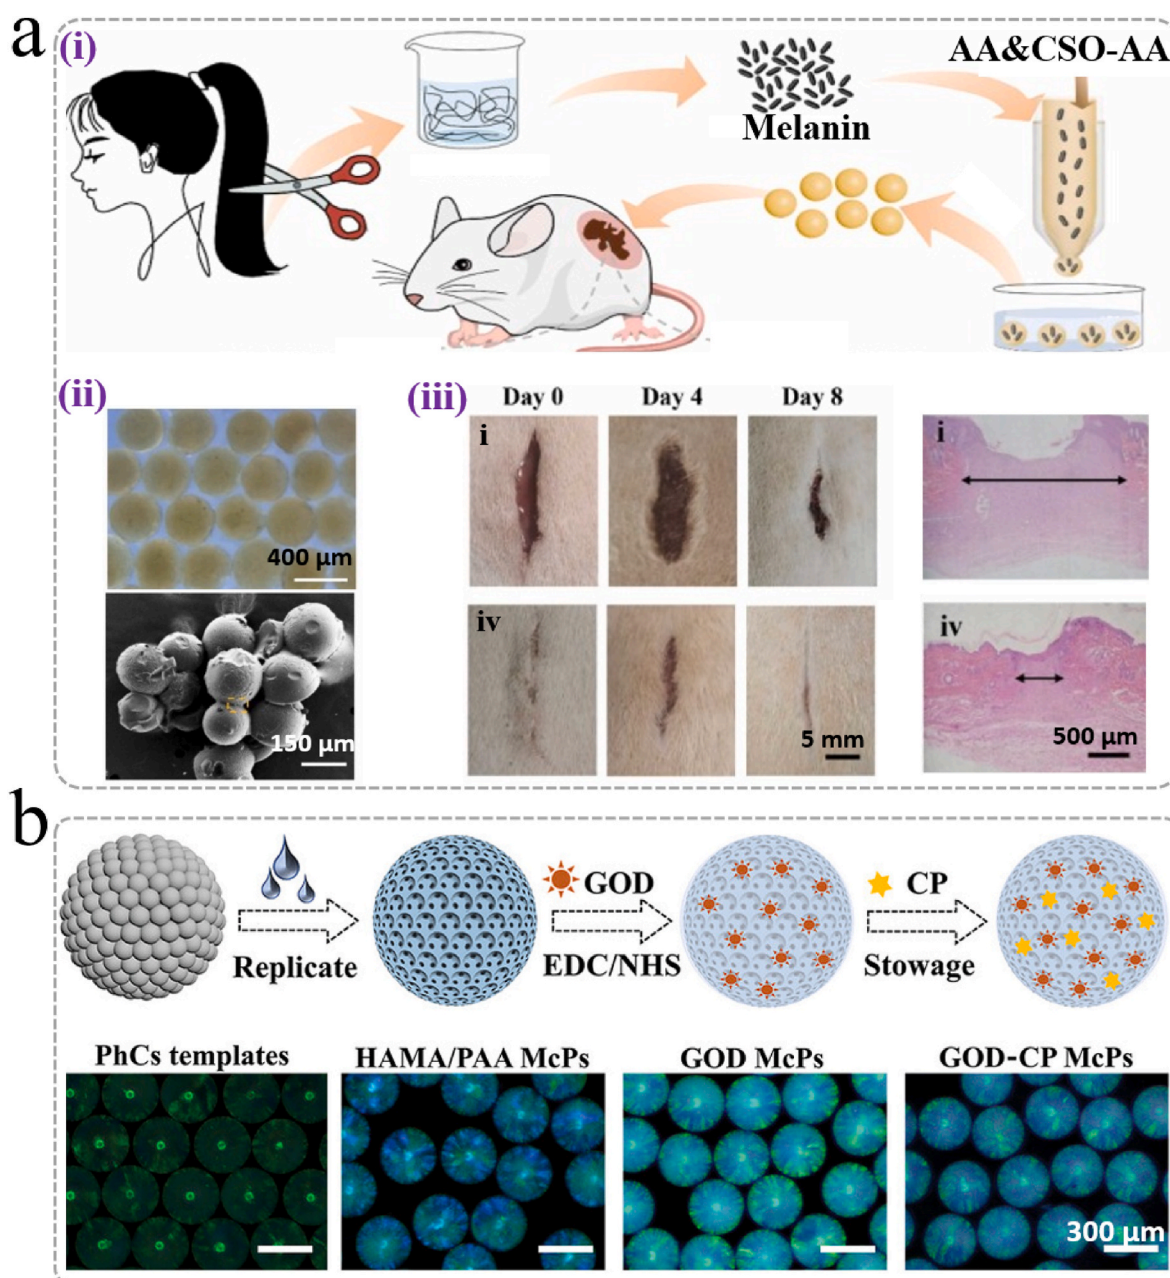 a
(i)
AA&CSO-AA
Melanin
(ii)
400 µm
150 µm
(iii)
Day 0 Day 4 Day 8
i
iv
5 mm
i
iv
500 µm
b
GOD
CP
Replicate
EDC/NHS
Stowage
PhCs templates
HAMA/PAA McPs
GOD McPs
GOD-CP McPs
300 µm